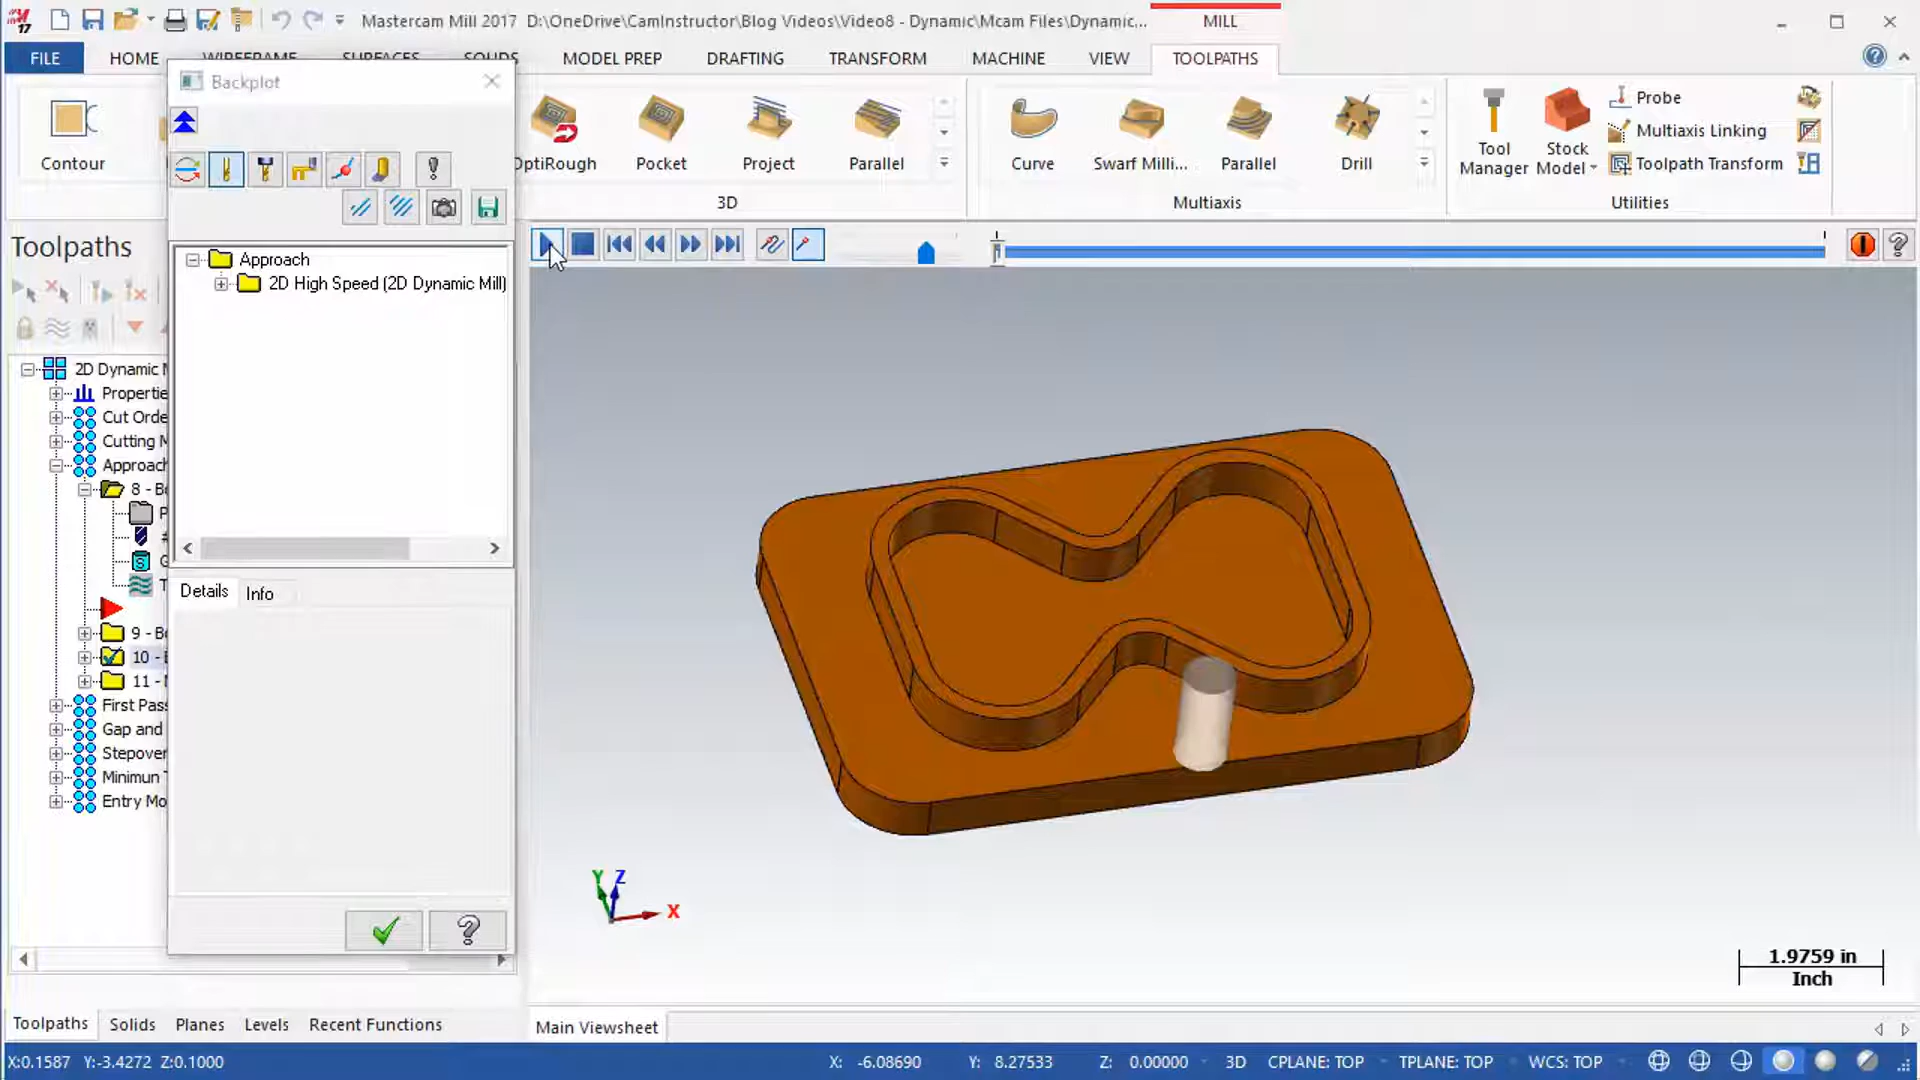 Mastercam Mill 2017 D:\OneDrive\CamInstructor\Blog Videos\Video8 - Dynamic\Mcam Files\Dynamic...
MILL
FILE
HOME
WIREFRAME
SURFACES
SOLIDS
MODEL PREP
DRAFTING
TRANSFORM
MACHINE
VIEW
TOOLPATHS
Backplot
Contour
OptiRough
Pocket
Project
Parallel
3D
Curve
Swarf Milli...
Parallel
Drill
Multiaxis
Tool Manager
Stock Model
Probe
Multiaxis Linking
Toolpath Transform
Utilities
Toolpaths
Approach
2D High Speed (2D Dynamic Mill)
2D Dynamic
Propertie
Cut Orde
Cutting
Approach
8 - B
9 - B
10 -
11 -
First Pass
Gap and
Stepover
Minimun
Entry Mo
Details
Info
Y
Z
X
1.9759 in
Inch
Toolpaths
Solids
Planes
Levels
Recent Functions
Main Viewsheet
X:0.1587 Y:-3.4272 Z:0.1000
X: -6.08690
Y: 8.27533
Z: 0.00000
3D
CPLANE: TOP
TPLANE: TOP
WCS: TOP